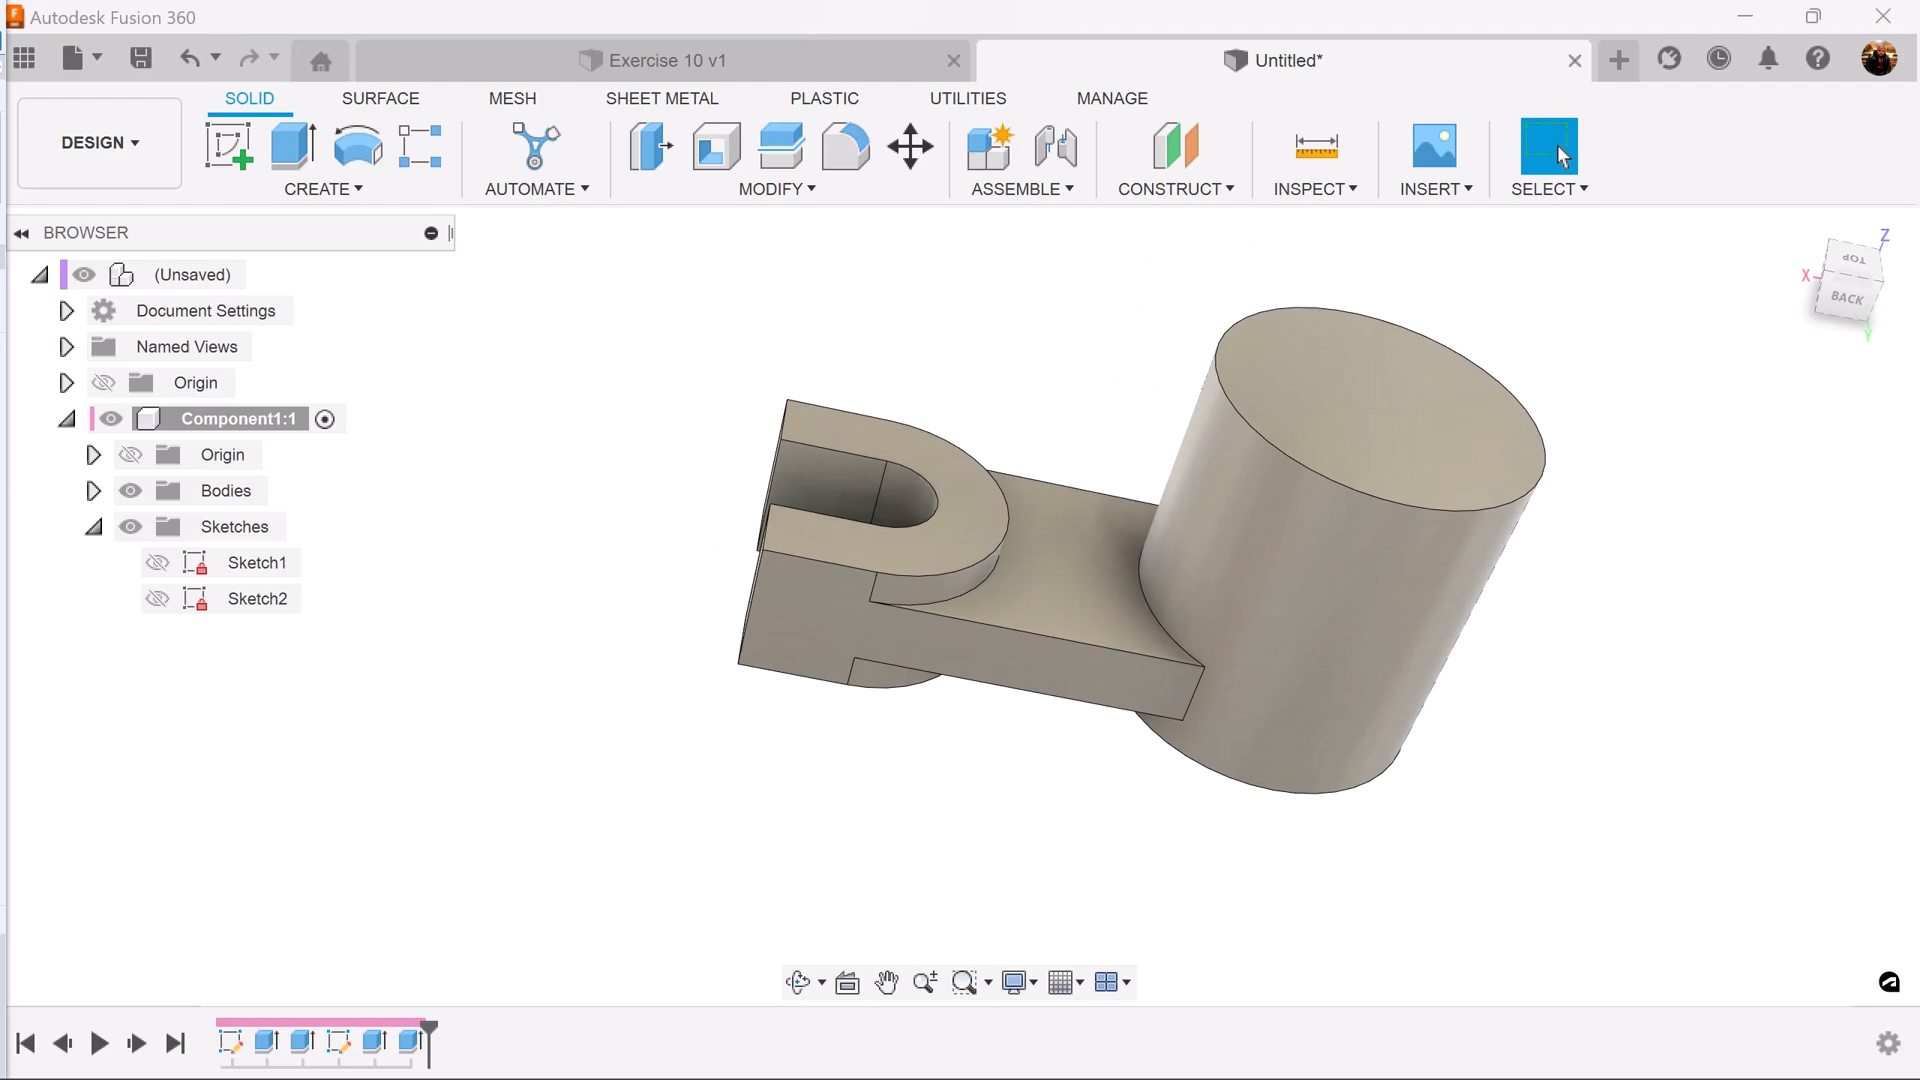 Autodesk Fusion 360
Exercise 10 v1
Untitled*
DESIGN
SOLID
SURFACE
MESH
SHEET METAL
PLASTIC
UTILITIES
MANAGE
CREATE
AUTOMATE
MODIFY
ASSEMBLE
CONSTRUCT
INSPECT
INSERT
SELECT
BROWSER
(Unsaved)
Document Settings
Named Views
Origin
Component1:1
Origin
Bodies
Sketches
Sketch1
Sketch2
Z
TOP
X
BACK
Y